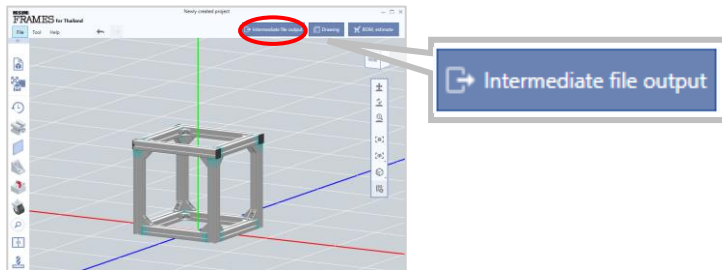 Newly created project
FRAMES for Thailand
File Tool Help
Intermediate file output Drawing BOM, estimate
Intermediate file output